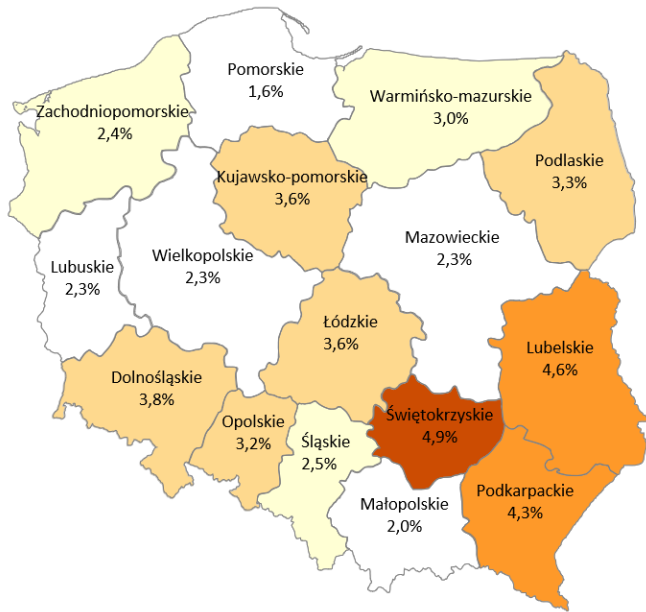 Pomorskie
1,6%
Warmińsko-mazurskie
3,0%
Zachodniopomorskie
2,4%
Podlaskie
3,3%
Kujawsko-pomorskie
3,6%
Mazowieckie
2,3%
Wielkopolskie
2,3%
Lubuskie
2,3%
Łódzkie
3,6%
Lubelskie
4,6%
Dolnośląskie
3,8%
Opolskie
3,2%
Świętokrzyskie
4,9%
Śląskie
2,5%
Podkarpackie
4,3%
Małopolskie
2,0%